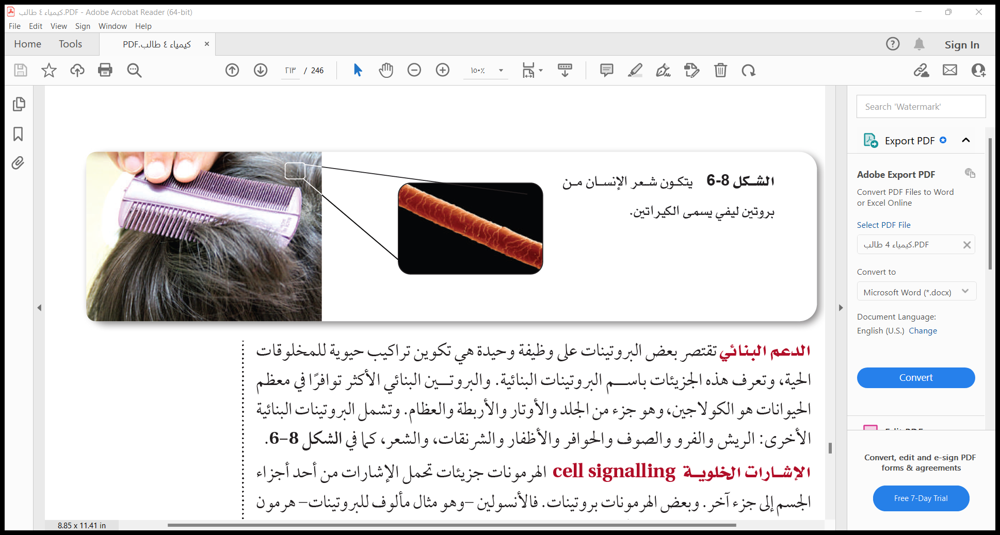 كيمياء ٤ طالب.PDF - Adobe Acrobat Reader (64-bit)
File Edit View Sign Window Help
Home Tools كيمياء ٤ طالب.PDF × Sign In
٢١٣ / 246 ١٥٠٪
Search 'Watermark'
Export PDF
Adobe Export PDF
Convert PDF Files to Word
or Excel Online
Select PDF File
كيمياء 4 طالب.PDF
Convert to
Microsoft Word (*.docx)
Document Language:
English (U.S.) Change
Convert
Convert, edit and e-sign PDF
forms & agreements
Free 7-Day Trial
الشكل 8-6 يتكون شعر الإنسان من
بروتين ليفي يسمى الكيراتين.
الدعم البنائي تقتصر بعض البروتينات على وظيفة وحيدة هي تكوين تراكيب حيوية للمخلوقات
الحية، وتعرف هذه الجزيئات باسم البروتينات البنائية. والبروتين البنائي الأكثر توافرًا في معظم
الحيوانات هو الكولاجين، وهو جزء من الجلد والأوتار والأربطة والعظام. وتشمل البروتينات البنائية
الأخرى: الريش والفرو والصوف والحوافر والأظفار والشرنقات، والشعر، كما في الشكل 8-6.
الإشارات الخلوية cell signalling الهرمونات جزيئات تحمل الإشارات من أحد أجزاء
الجسم إلى جزء آخر. وبعض الهرمونات بروتينات. فالأنسولين –وهو مثال مألوف للبروتينات– هرمون
8.85 x 11.41 in